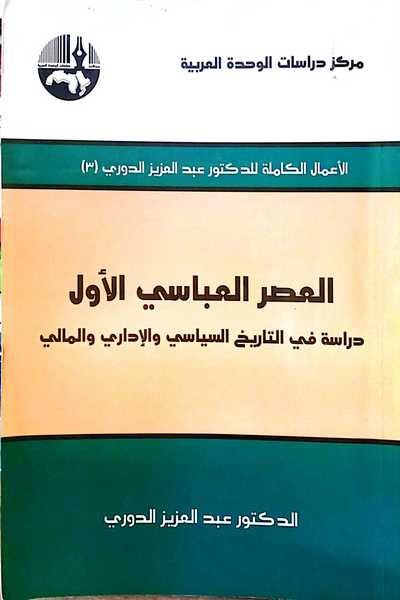 مركز دراسات الوحدة العربية
الأعمال الكاملة للدكتور عبد العزيز الدوري (٣)
العصر العباسي الأول
دراسة في التاريخ السياسي والإداري والمالي
الدكتور عبد العزيز الدوري